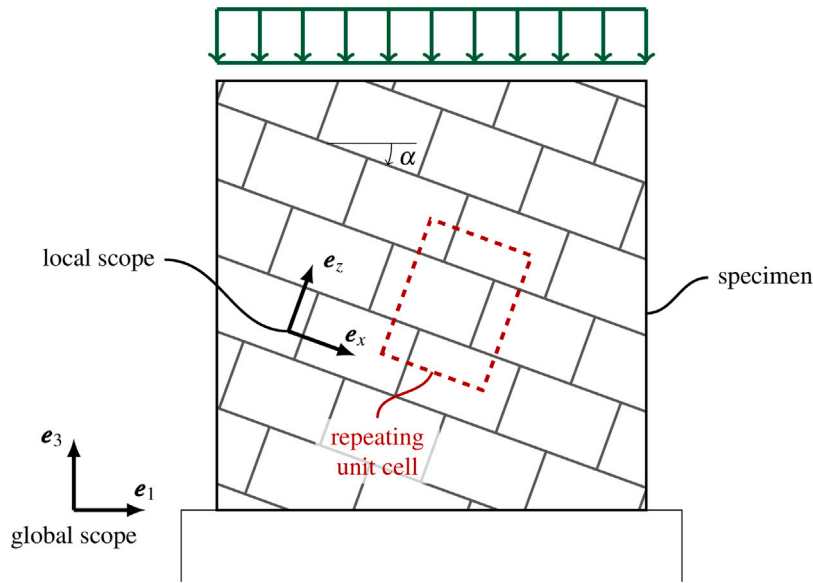 α
local scope
e_z
specimen
e_x
repeating
unit cell
e_3
e_1
global scope